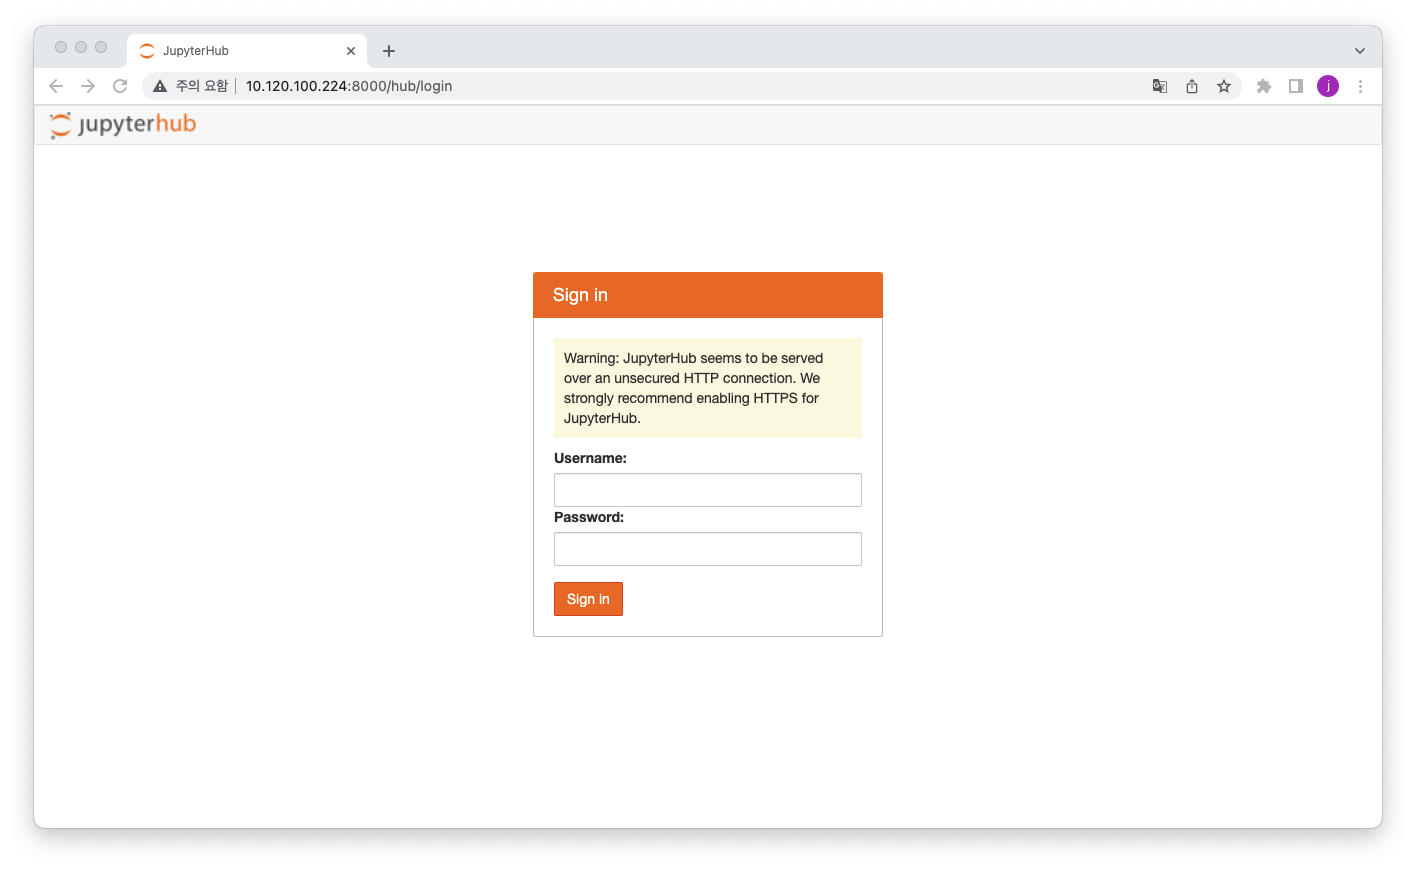 JupyterHub
주의 요함 10.120.100.224:8000/hub/login
j
jupyterhub
Sign in
Warning: JupyterHub seems to be served
over an unsecured HTTP connection. We
strongly recommend enabling HTTPS for
JupyterHub.
Username:
Password:
Sign in